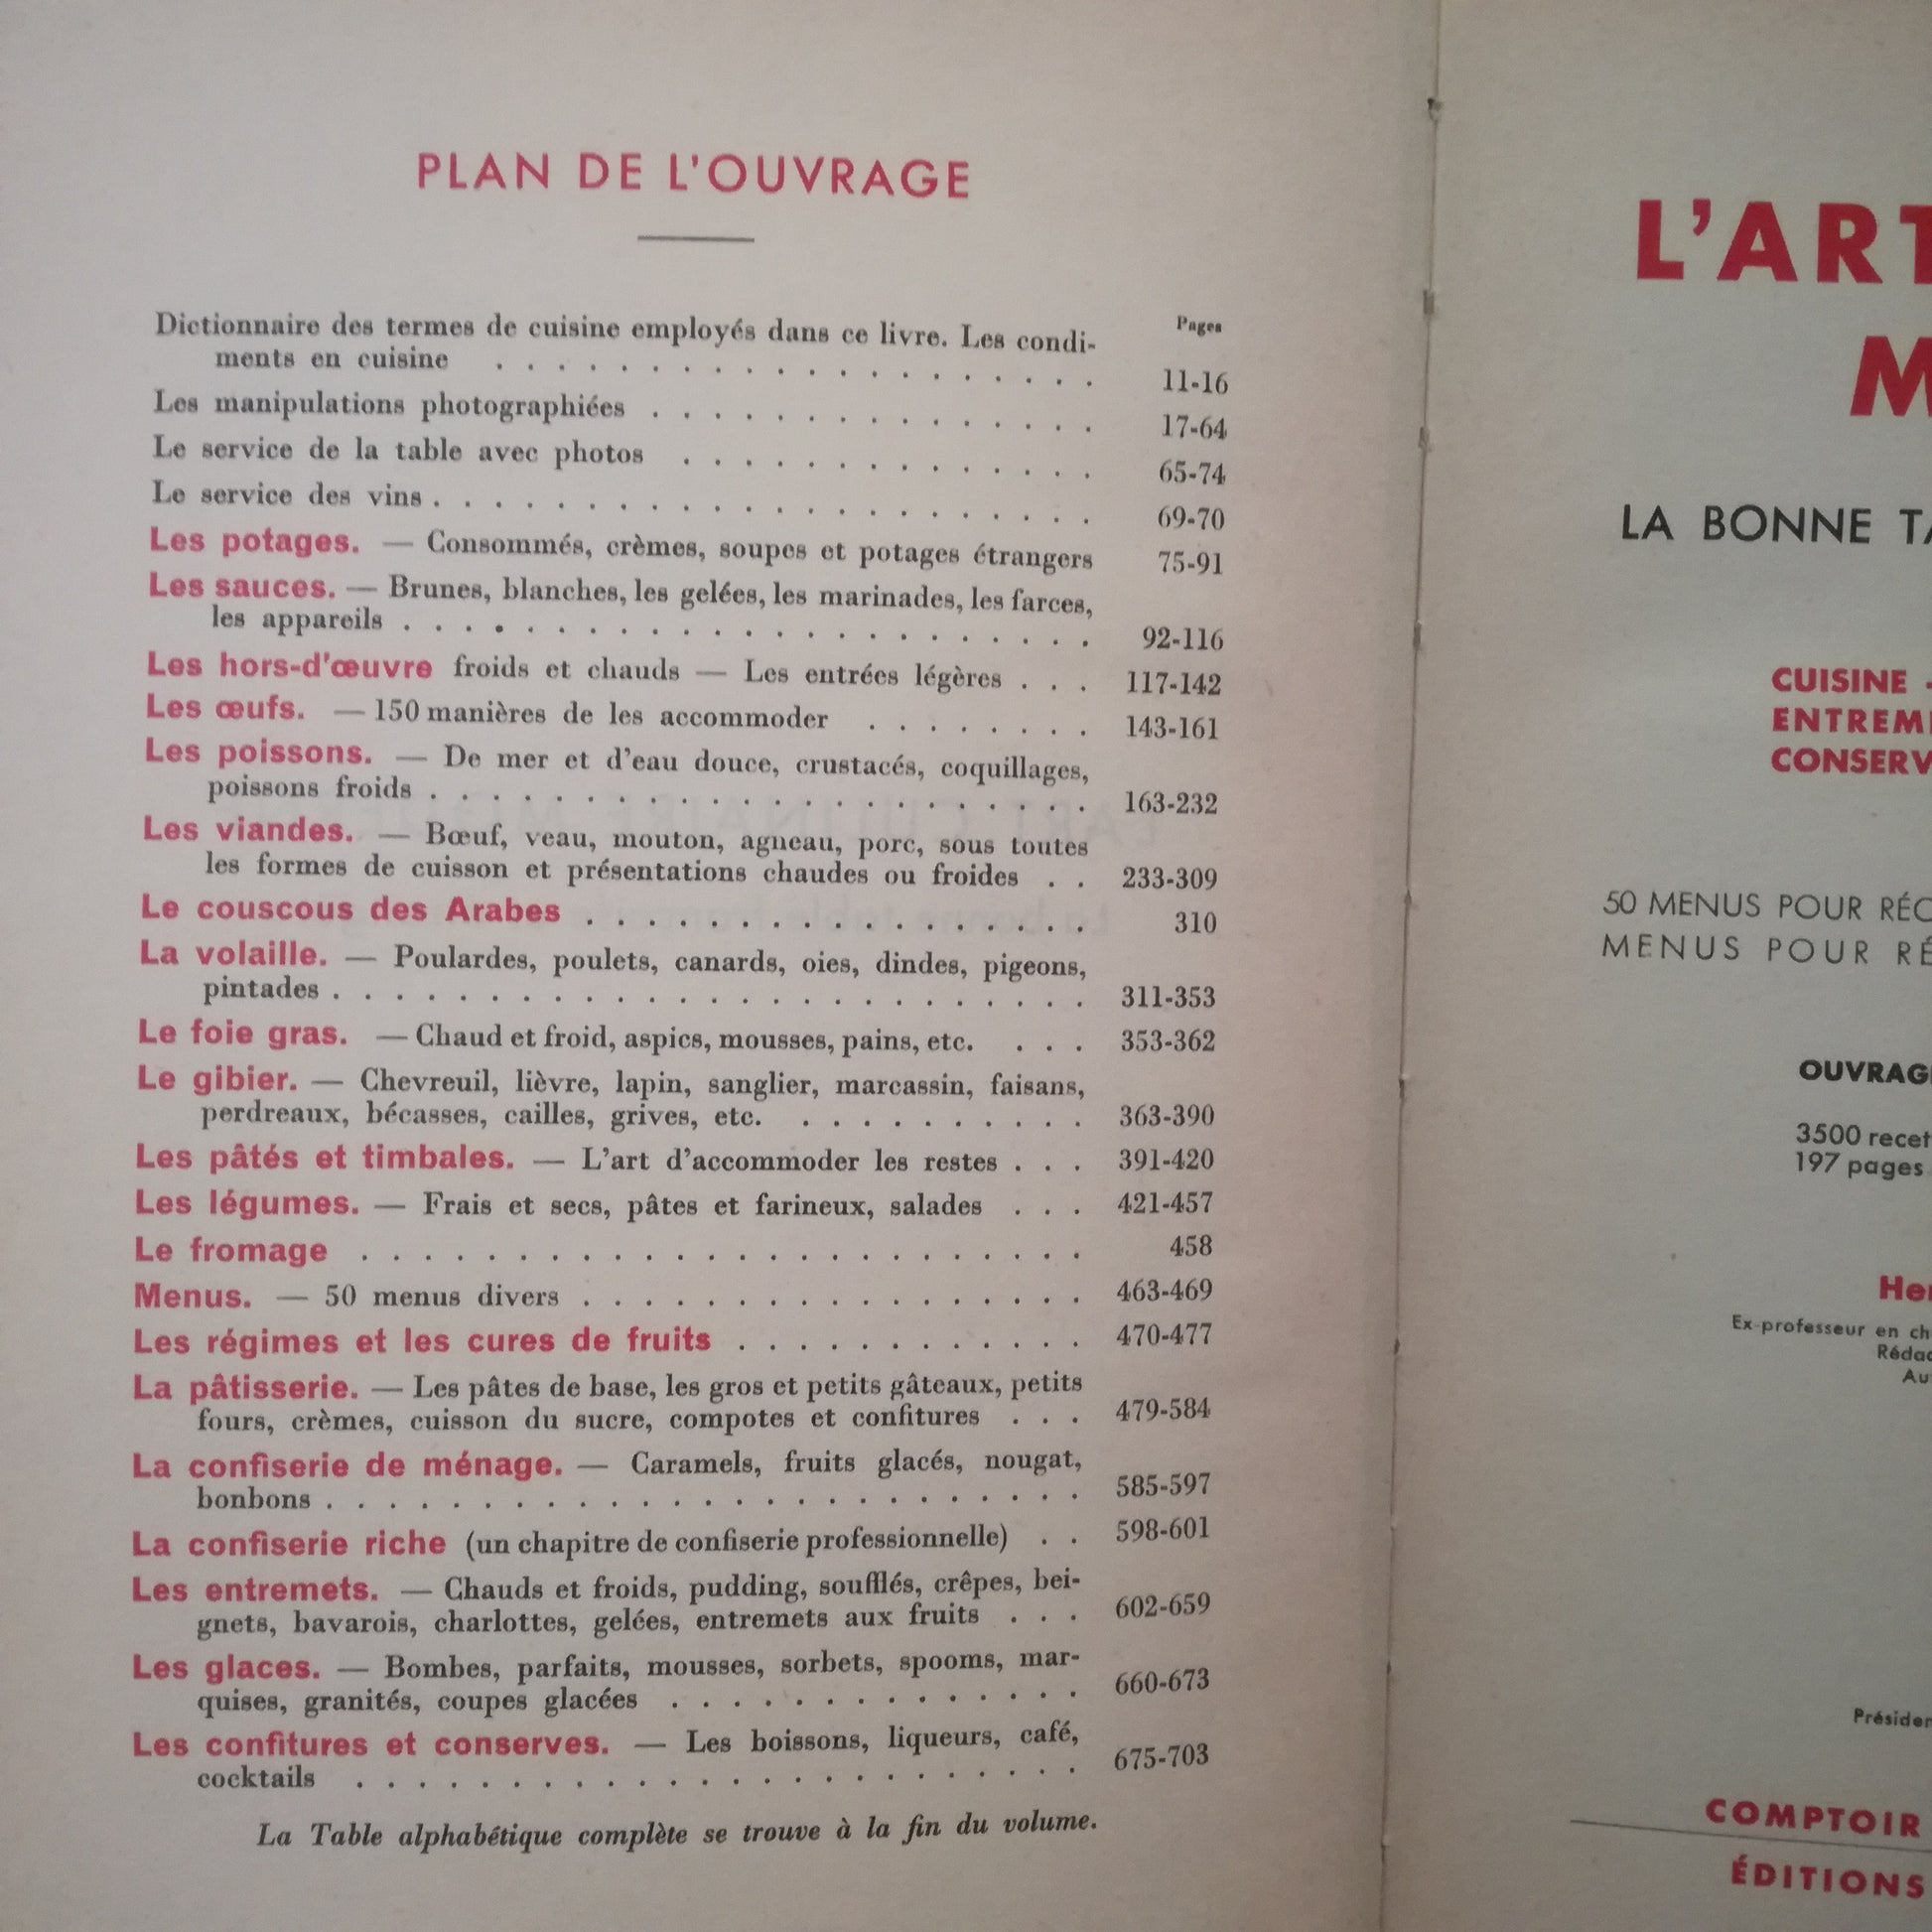 PLAN DE L'OUVRAGE
Pages
Dictionnaire des termes de cuisine employés dans ce livre. Les condi-
ments en cuisine . . . . . . . . . . . . . . . . . . . . 11-16
Les manipulations photographiées . . . . . . . . . . . . . . . 17-64
Le service de la table avec photos . . . . . . . . . . . . . . 65-74
Le service des vins . . . . . . . . . . . . . . . . . . . . . . 69-70
Les potages. — Consommés, crèmes, soupes et potages étrangers 75-91
Les sauces. — Brunes, blanches, les gelées, les marinades, les farces,
les appareils . . . . . . . . . . . . . . . . . . . . . . . 92-116
Les hors-d'œuvre froids et chauds — Les entrées légères . . . 117-142
Les œufs. — 150 manières de les accommoder . . . . . . . . 143-161
Les poissons. — De mer et d'eau douce, crustacés, coquillages,
poissons froids . . . . . . . . . . . . . . . . . . . . . . 163-232
Les viandes. — Bœuf, veau, mouton, agneau, porc, sous toutes
les formes de cuisson et présentations chaudes ou froides . . 233-309
Le couscous des Arabes . . . . . . . . . . . . . . . . . 310
La volaille. — Poulardes, poulets, canards, oies, dindes, pigeons,
pintades . . . . . . . . . . . . . . . . . . . . . . . . . 311-353
Le foie gras. — Chaud et froid, aspics, mousses, pains, etc. . . . 353-362
Le gibier. — Chevreuil, lièvre, lapin, sanglier, marcassin, faisans,
perdreaux, bécasses, cailles, grives, etc. . . . . . . . . . . 363-390
Les pâtés et timbales. — L'art d'accommoder les restes . . . 391-420
Les légumes. — Frais et secs, pâtes et farineux, salades . . . 421-457
Le fromage . . . . . . . . . . . . . . . . . . . . . . . . 458
Menus. — 50 menus divers . . . . . . . . . . . . . . . . . 463-469
Les régimes et les cures de fruits . . . . . . . . . . . . 470-477
La pâtisserie. — Les pâtes de base, les gros et petits gâteaux, petits
fours, crèmes, cuisson du sucre, compotes et confitures . . . 479-584
La confiserie de ménage. — Caramels, fruits glacés, nougat,
bonbons . . . . . . . . . . . . . . . . . . . . . . . . . 585-597
La confiserie riche (un chapitre de confiserie professionnelle) . . 598-601
Les entremets. — Chauds et froids, pudding, soufflés, crêpes, bei-
gnets, bavarois, charlottes, gelées, entremets aux fruits . . . 602-659
Les glaces. — Bombes, parfaits, mousses, sorbets, spooms, mar-
quises, granités, coupes glacées . . . . . . . . . . . . . . 660-673
Les confitures et conserves. — Les boissons, liqueurs, café,
cocktails . . . . . . . . . . . . . . . . . . . . . . . . 675-703
La Table alphabétique complète se trouve à la fin du volume.
L'ART
M
LA BONNE TA
CUISINE -
ENTREM
CONSERV
50 MENUS POUR RÉC
MENUS POUR RÉ
OUVRAG
3500 recet
197 pages
Her
Ex-professeur en ch
Rédac
Au
Présiden
COMPTOIR
ÉDITIONS